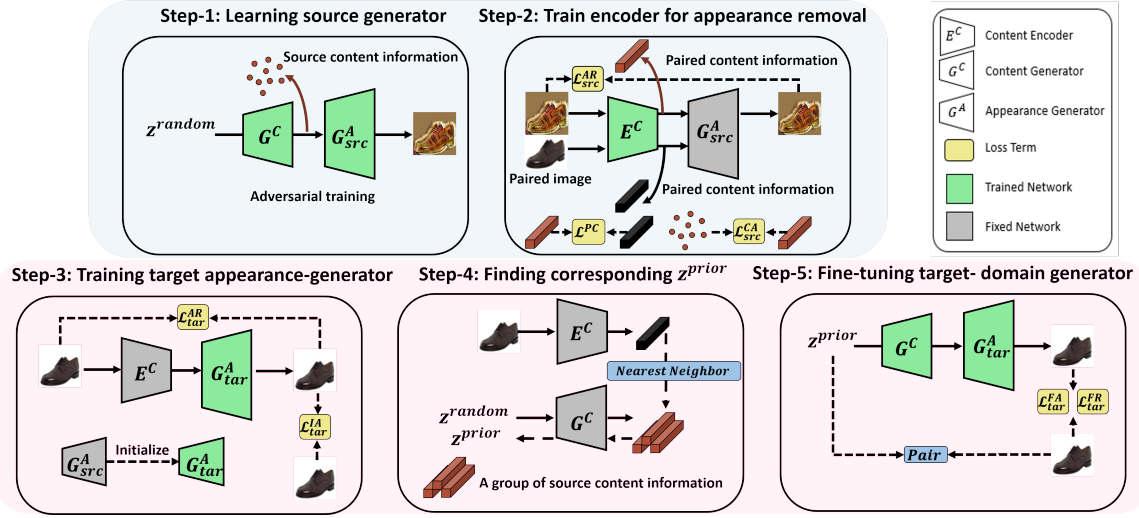 Step-1: Learning source generator
Source content information
z^random
G^C
G^A_src
Adversarial training
Step-2: Train encoder for appearance removal
L^AR_src
Paired content information
E^C
G^A_src
Paired image
Paired content information
L^PC
L^CA_src
E^C Content Encoder
G^C Content Generator
G^A Appearance Generator
Loss Term
Trained Network
Fixed Network
Step-3: Training target appearance-generator
L^AR_tar
E^C
G^A_tar
L^IA_tar
G^A_src
Initialize
G^A_tar
Step-4: Finding corresponding z^prior
E^C
Nearest Neighbor
z^random
G^C
z^prior
A group of source content information
Step-5: Fine-tuning target- domain generator
z^prior
G^C
G^A_tar
L^FA_tar L^FR_tar
Pair